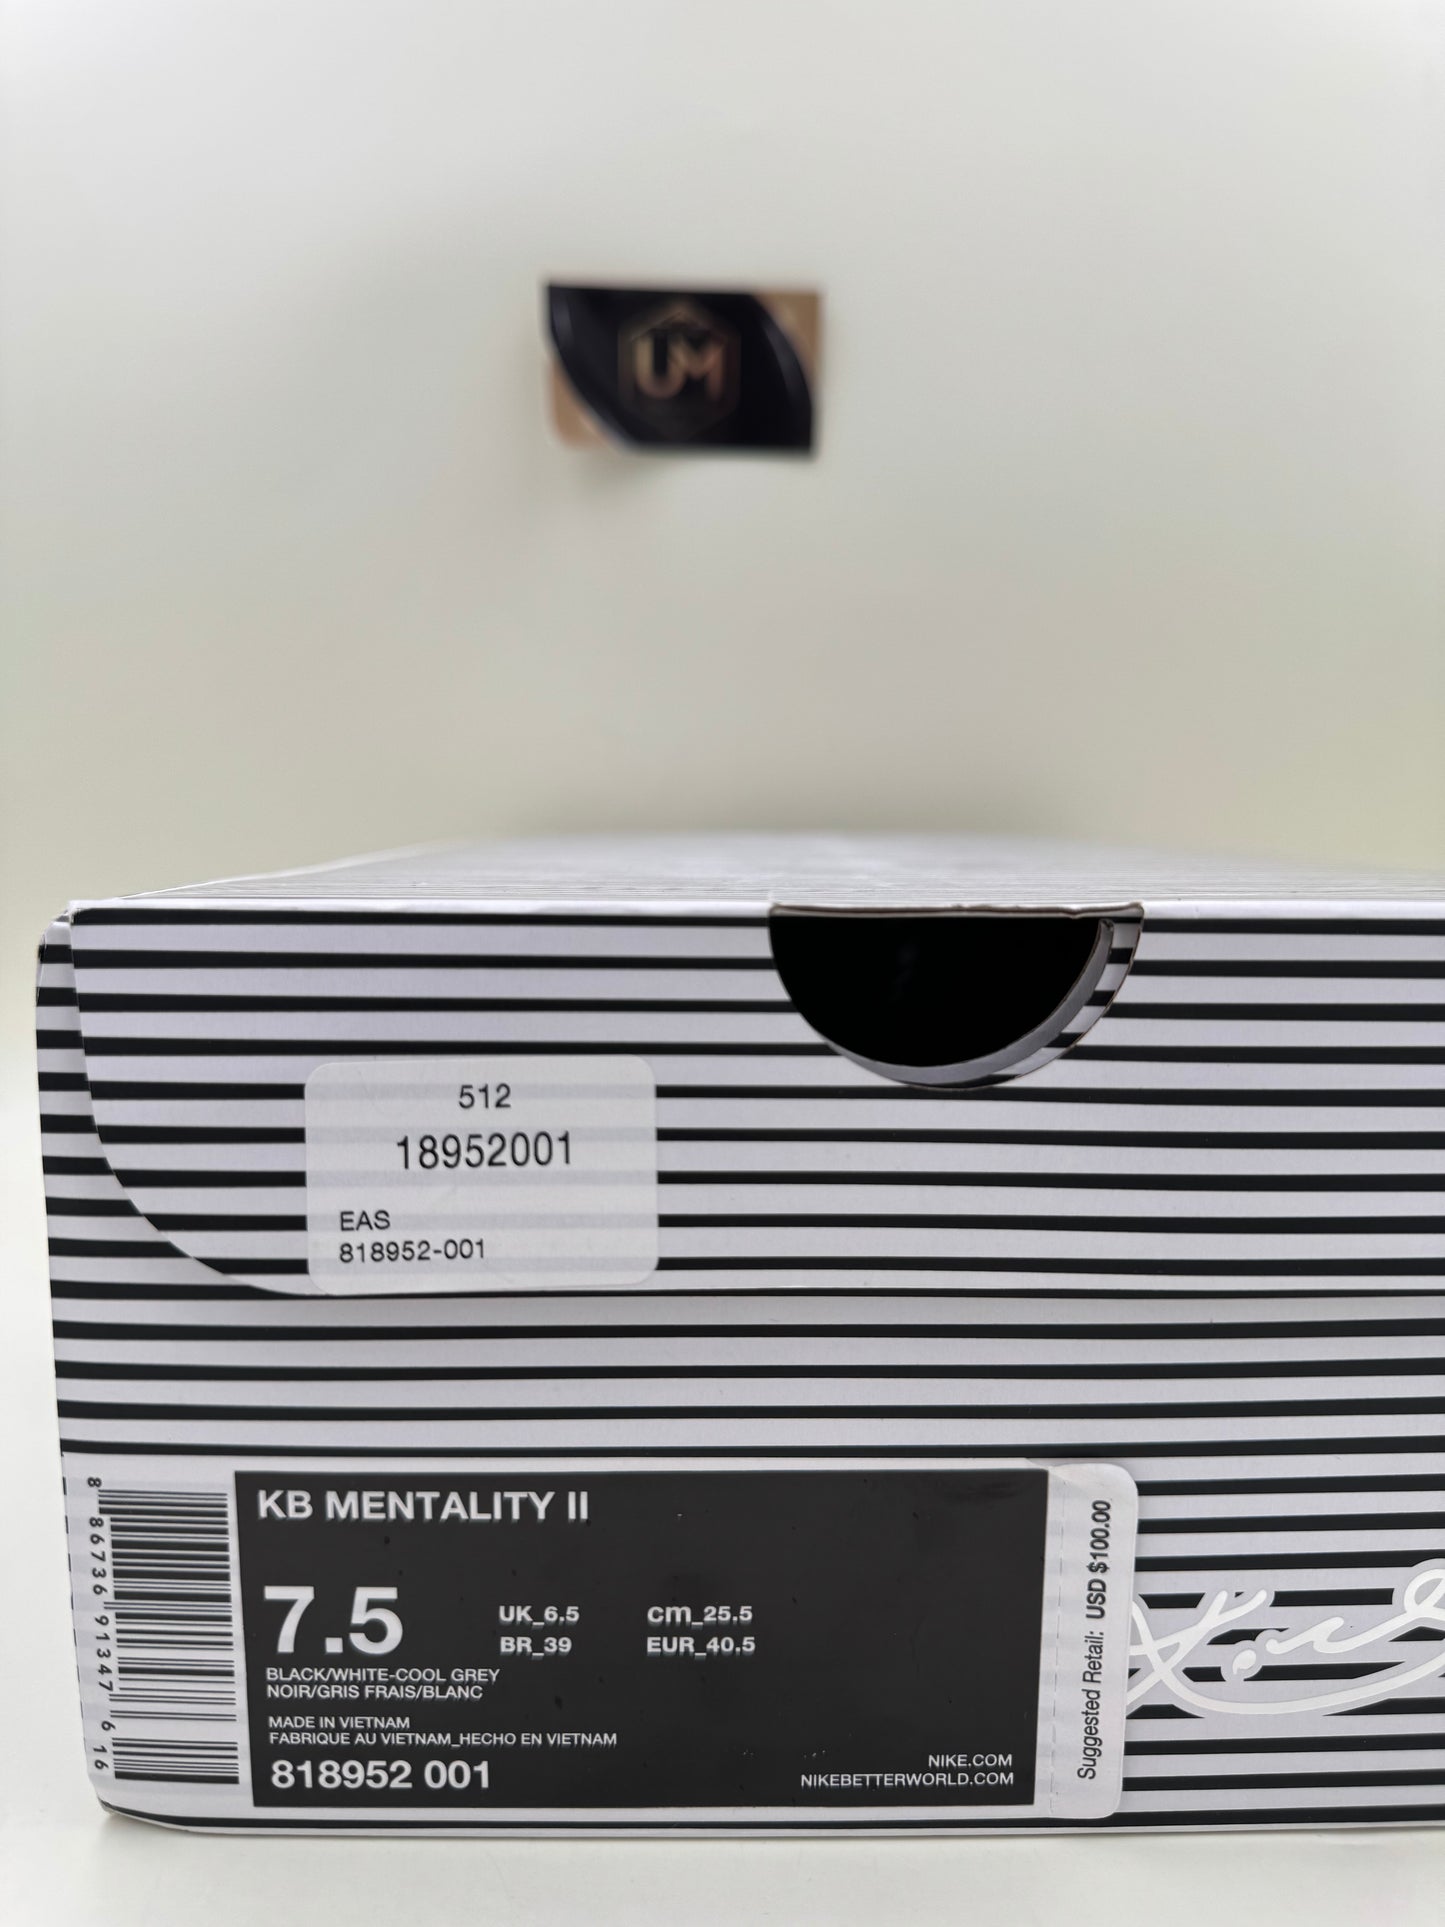 UM
512
18952001
EAS
818952-001
KB MENTALITY II
7.5
UK_6.5 cm_25.5
BR_39 EUR_40.5
BLACK/WHITE-COOL GREY
NOIR/GRIS FRAIS/BLANC
MADE IN VIETNAM
FABRIQUE AU VIETNAM_HECHO EN VIETNAM
818952 001
NIKE.COM
NIKEBETTERWORLD.COM
8 86736 91347 6 16
Suggested Retail: USD $100.00